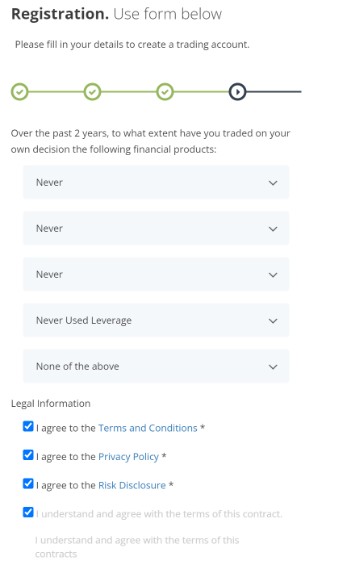 Registration. Use form below
Please fill in your details to create a trading account.
Over the past 2 years, to what extent have you traded on your
own decision the following financial products:
Never
Never
Never
Never Used Leverage
None of the above
Legal Information
I agree to the Terms and Conditions *
I agree to the Privacy Policy *
I agree to the Risk Disclosure *
I understand and agree with the terms of this contract.
I understand and agree with the terms of this
contracts